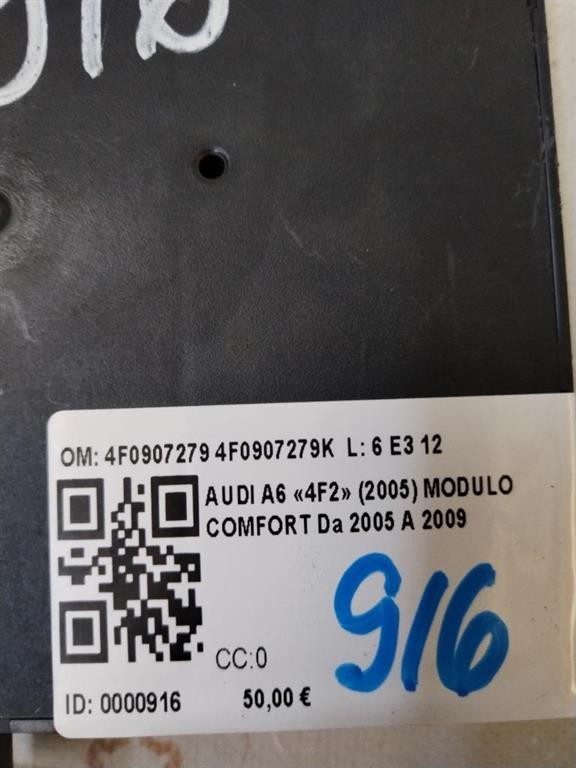 916
OM: 4F0907279 4F0907279K L: 6 E3 12
AUDI A6 «4F2» (2005) MODULO
COMFORT Da 2005 A 2009
916
CC:0
ID: 0000916 50,00 €